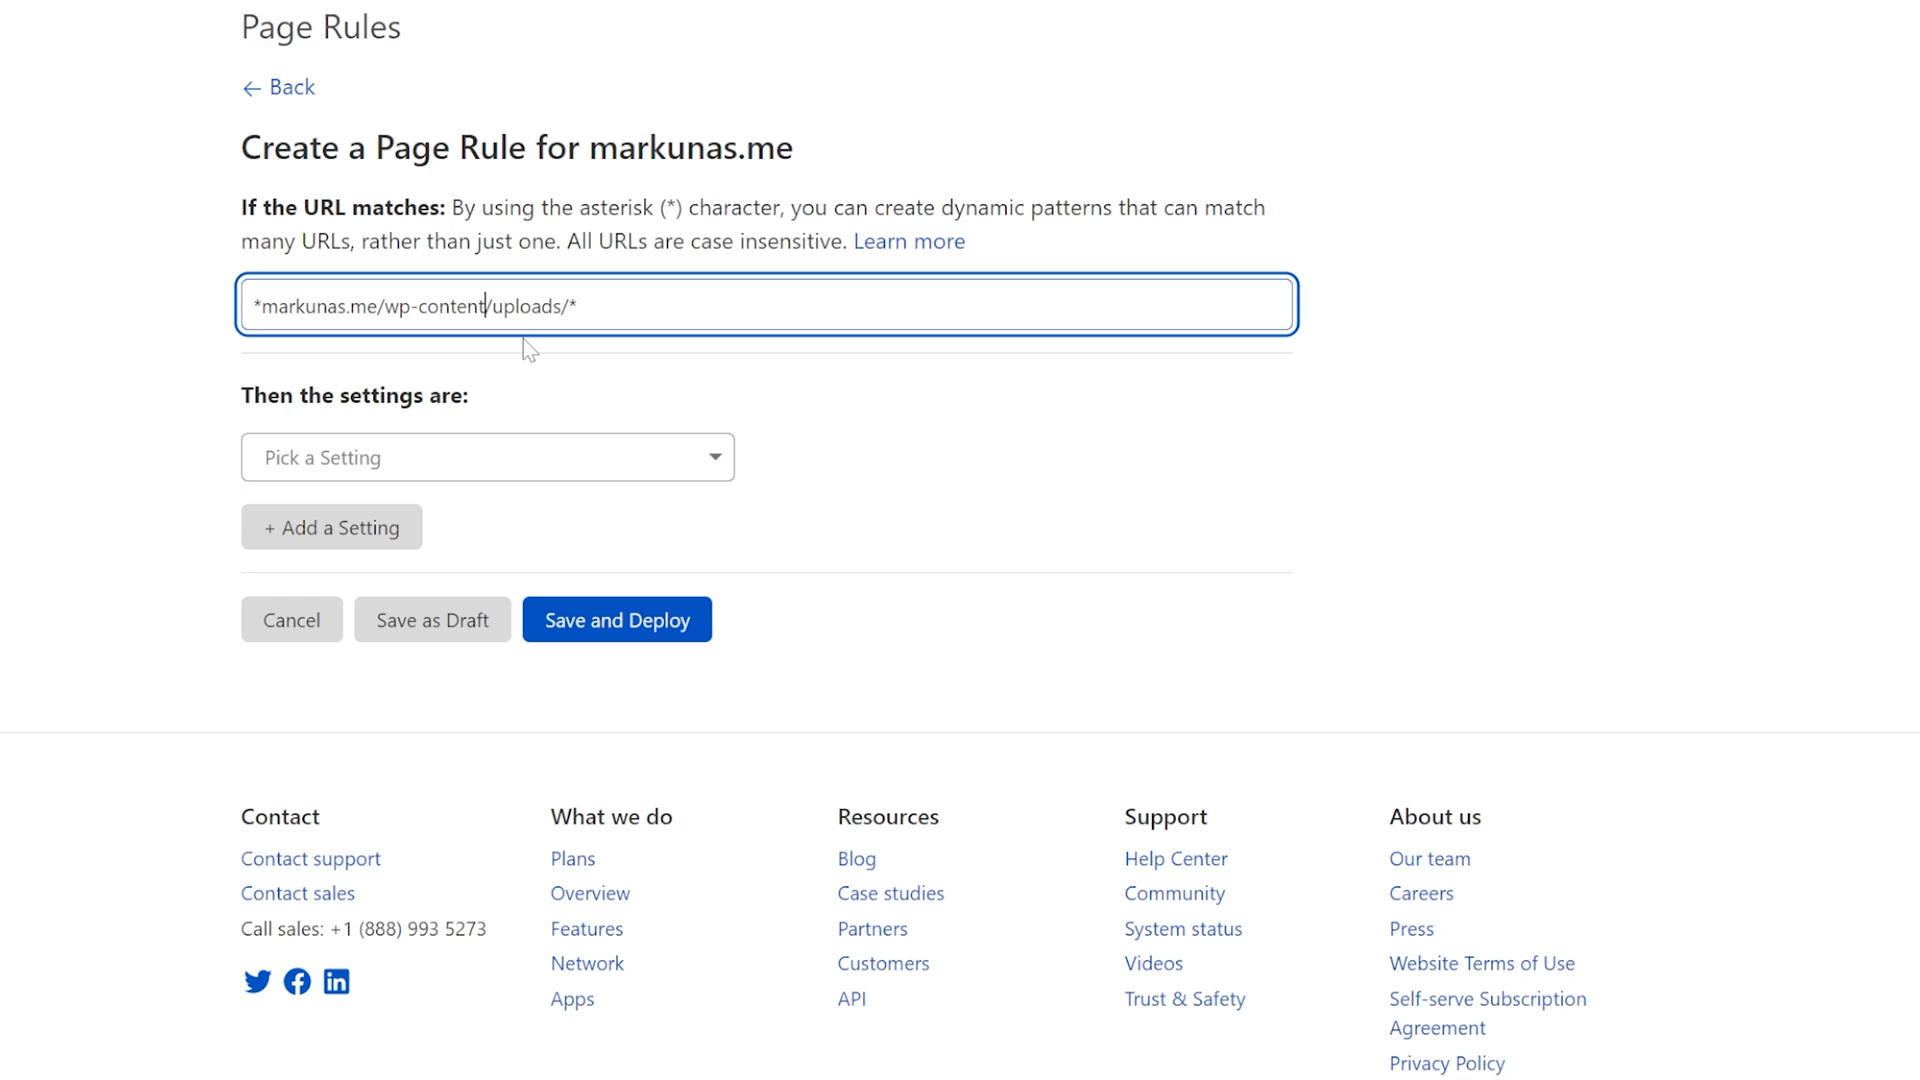 Page Rules
← Back
Create a Page Rule for markunas.me
If the URL matches: By using the asterisk (*) character, you can create dynamic patterns that can match
many URLs, rather than just one. All URLs are case insensitive. Learn more
*markunas.me/wp-content/uploads/*
Then the settings are:
Pick a Setting
+ Add a Setting
Cancel Save as Draft Save and Deploy
Contact
Contact support
Contact sales
Call sales: +1 (888) 993 5273
What we do
Plans
Overview
Features
Network
Apps
Resources
Blog
Case studies
Partners
Customers
API
Support
Help Center
Community
System status
Videos
Trust & Safety
About us
Our team
Careers
Press
Website Terms of Use
Self-serve Subscription
Agreement
Privacy Policy